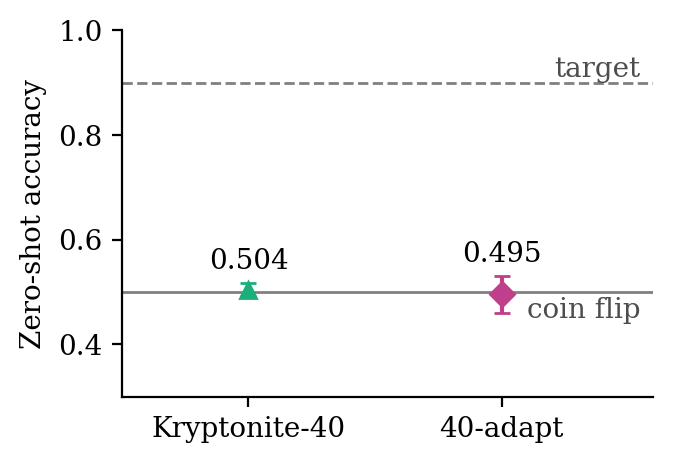 1.0
target
0.8
0.6
0.504
0.495
coin flip
0.4
Zero-shot accuracy
Kryptonite-40
40-adapt